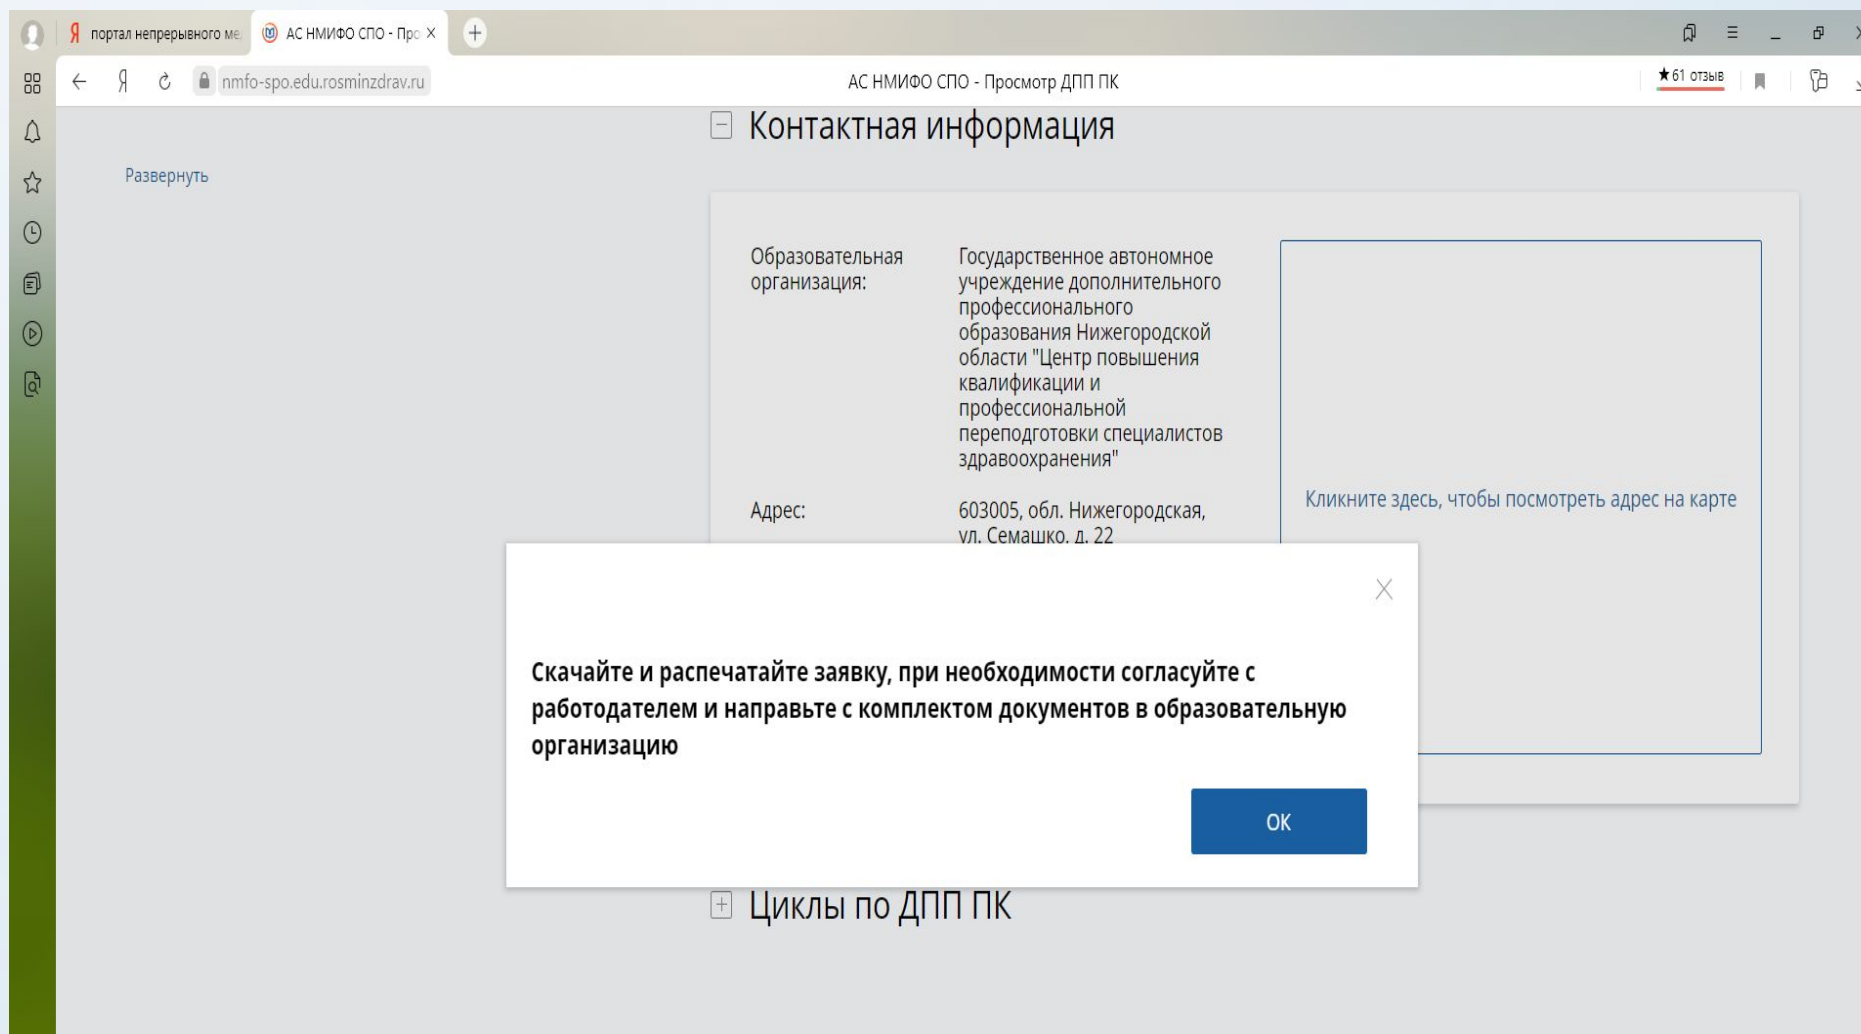 портал непрерывного ме
АС НМИФО СПО - Про
nmfo-spo.edu.rosminzdrav.ru
АС НМИФО СПО - Просмотр ДПП ПК
★61 отзыв
Контактная информация
Развернуть
Образовательная
организация:
Государственное автономное
учреждение дополнительного
профессионального
образования Нижегородской
области "Центр повышения
квалификации и
профессиональной
переподготовки специалистов
здравоохранения"
Адрес:
603005, обл. Нижегородская,
ул. Семашко, д. 22
Кликните здесь, чтобы посмотреть адрес на карте
Скачайте и распечатайте заявку, при необходимости согласуйте с
работодателем и направьте с комплектом документов в образовательную
организацию
ОК
Циклы по ДПП ПК